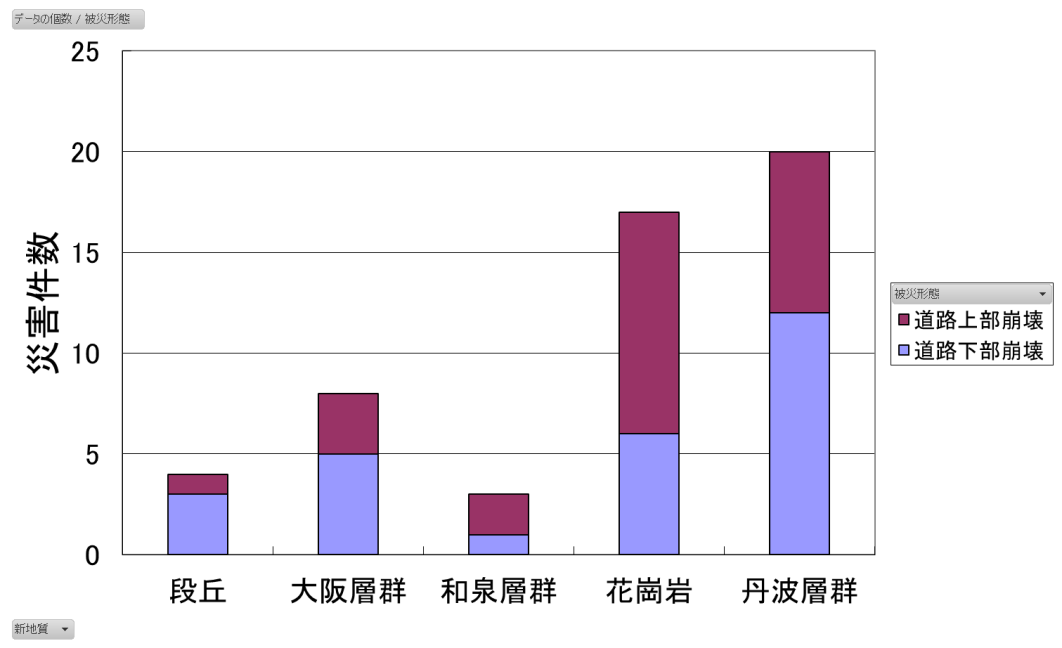 データの個数 / 被災形態
25
20
15
10
5
0
災害件数
段丘
大阪層群
和泉層群
花崗岩
丹波層群
被災形態
道路上部崩壊
道路下部崩壊
新地質